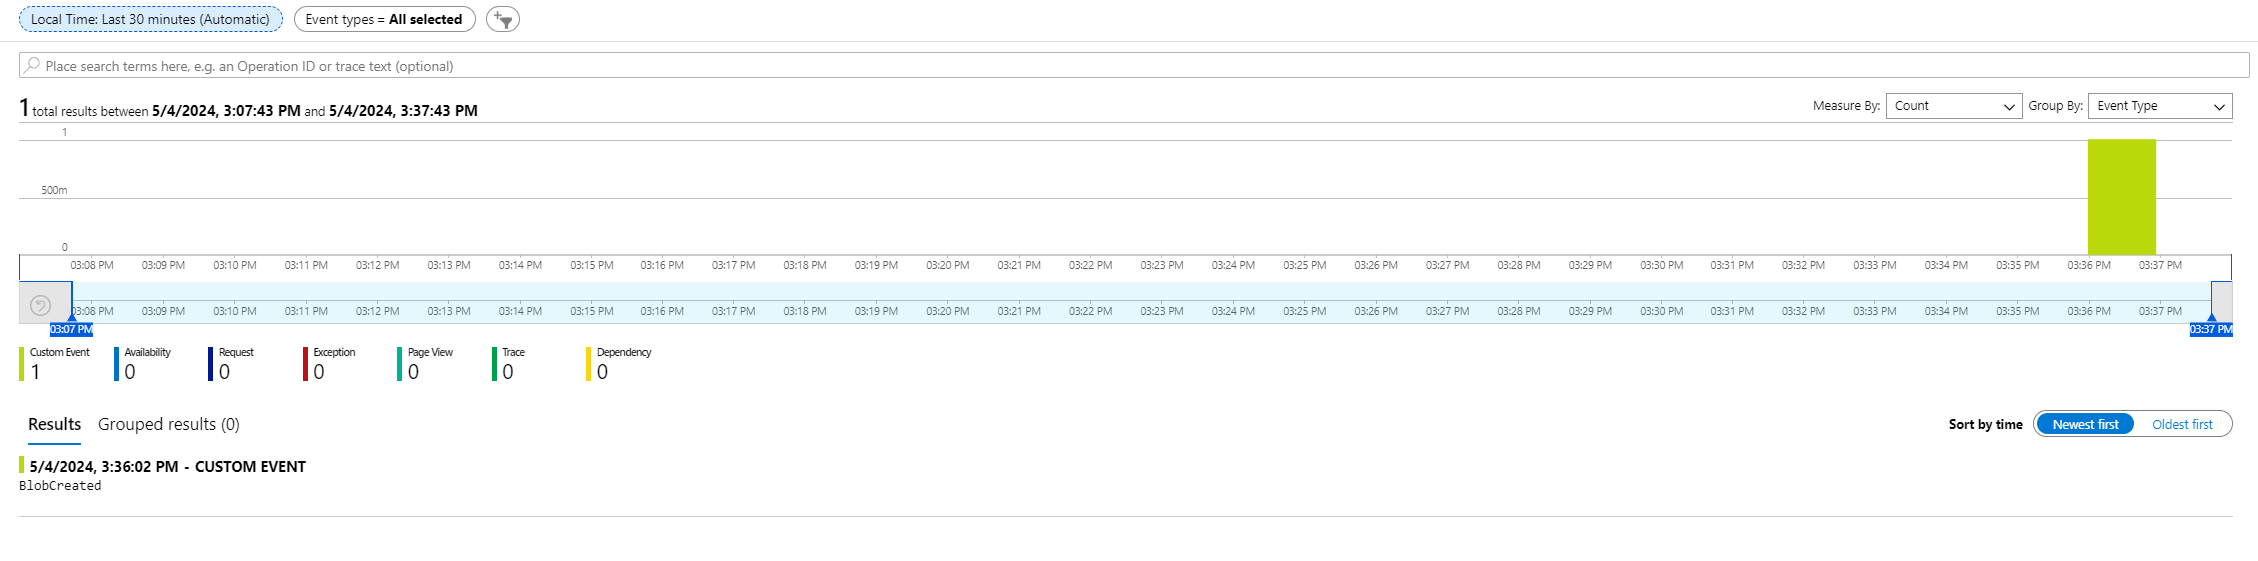 Local Time: Last 30 minutes (Automatic) Event types = All selected
Place search terms here, e.g. an Operation ID or trace text (optional)
1 total results between 5/4/2024, 3:07:43 PM and 5/4/2024, 3:37:43 PM Measure By: Count Group By: Event Type
1
500m
0
03:08 PM 03:09 PM 03:10 PM 03:11 PM 03:12 PM 03:13 PM 03:14 PM 03:15 PM 03:16 PM 03:17 PM 03:18 PM 03:19 PM 03:20 PM 03:21 PM 03:22 PM 03:23 PM 03:24 PM 03:25 PM 03:26 PM 03:27 PM 03:28 PM 03:29 PM 03:30 PM 03:31 PM 03:32 PM 03:33 PM 03:34 PM 03:35 PM 03:36 PM 03:37 PM
03:08 PM 03:09 PM 03:10 PM 03:11 PM 03:12 PM 03:13 PM 03:14 PM 03:15 PM 03:16 PM 03:17 PM 03:18 PM 03:19 PM 03:20 PM 03:21 PM 03:22 PM 03:23 PM 03:24 PM 03:25 PM 03:26 PM 03:27 PM 03:28 PM 03:29 PM 03:30 PM 03:31 PM 03:32 PM 03:33 PM 03:34 PM 03:35 PM 03:36 PM 03:37 PM
03:07 PM 03:37 PM
Custom Event Availability Request Exception Page View Trace Dependency
1 0 0 0 0 0 0
Results Grouped results (0) Sort by time Newest first Oldest first
5/4/2024, 3:36:02 PM - CUSTOM EVENT
BlobCreated